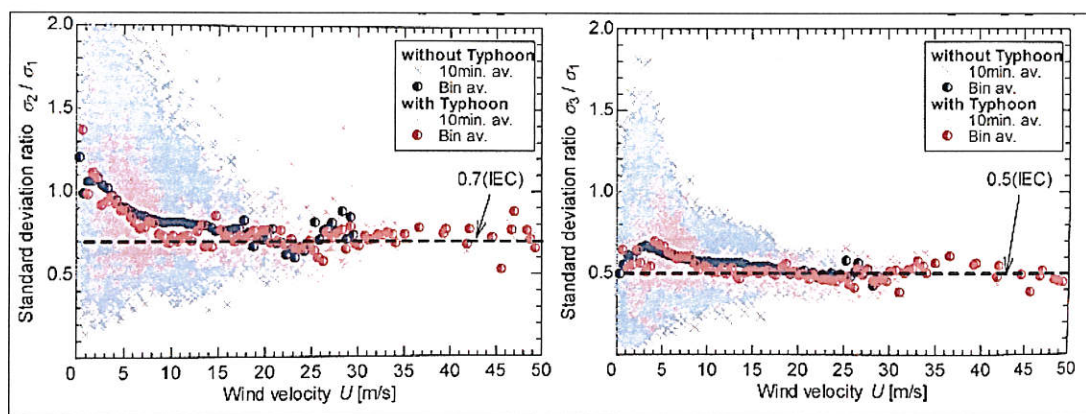 2.0
1.5
1.0
0.5
0
5
10
15
20
25
30
35
40
45
50
Standard deviation ratio σ2 / σ1
Wind velocity U [m/s]
without Typhoon
10min. av.
Bin av.
with Typhoon
10min. av.
Bin av.
0.7(IEC)
2.0
1.5
1.0
0.5
0
5
10
15
20
25
30
35
40
45
50
Standard deviation ratio σ3 / σ1
Wind velocity U [m/s]
without Typhoon
10min. av.
Bin av.
with Typhoon
10min. av.
Bin av.
0.5(IEC)